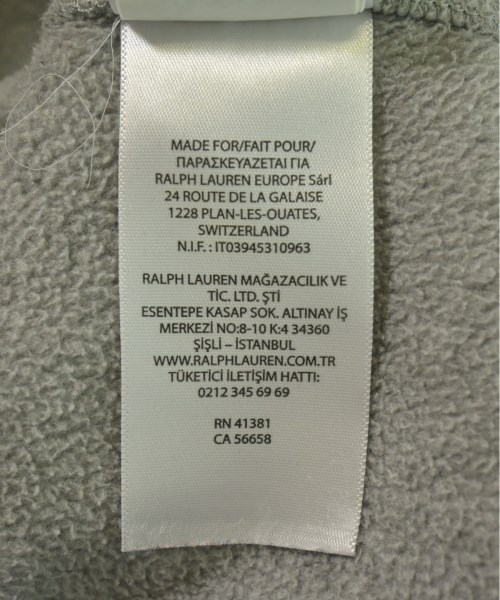 MADE FOR/FAIT POUR/
ΠΑΡΑΣΚΕΥΑΖΕΤΑΙ ΓΙΑ
RALPH LAUREN EUROPE Sárl
24 ROUTE DE LA GALAISE
1228 PLAN-LES-OUATES,
SWITZERLAND
N.I.F. : IT03945310963
RALPH LAUREN MAĞAZACILIK VE
TİC. LTD. ŞTİ
ESENTEPE KASAP SOK. ALTINAY İŞ
MERKEZİ NO:8-10 K:4 34360
ŞİŞLİ – İSTANBUL
WWW.RALPHLAUREN.COM.TR
TÜKETİCİ İLETİŞİM HATTI:
0212 345 69 69
RN 41381
CA 56658